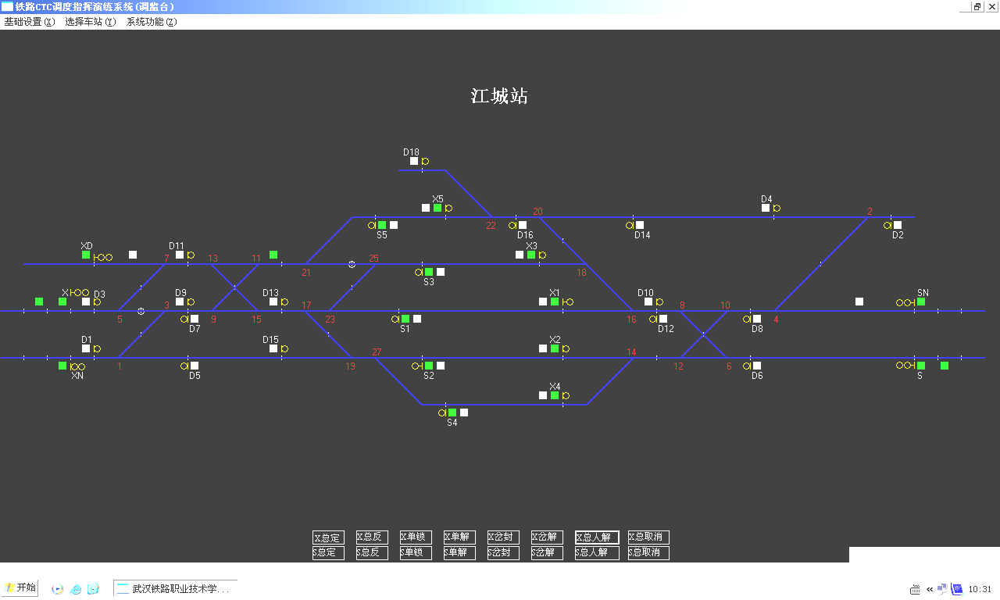 铁路CTC调度指挥演练系统(调监台)
基础设置(X) 选择车站(Y) 系统功能(Z)
江城站
D18
X5 D4
20 2
22
S5 D16 D14 D2
XD D11 X3
7 13 11 25
21 18
S3
X D3 D9 D13 X1 D10 SN
3 17 8 10
5 9 15 23 16 4
D7 S1 D12 D8
D1 D15 X2
27 14
1 19 12 6
XN D5 S2 D6 S
X4
S4
X总定 X总反 X单锁 X单解 X岔封 X岔解 X总人解 X总取消
S总定 S总反 S单锁 S单解 S岔封 S岔解 S总人解 S总取消
开始 武汉铁路职业技术学... « 10:31